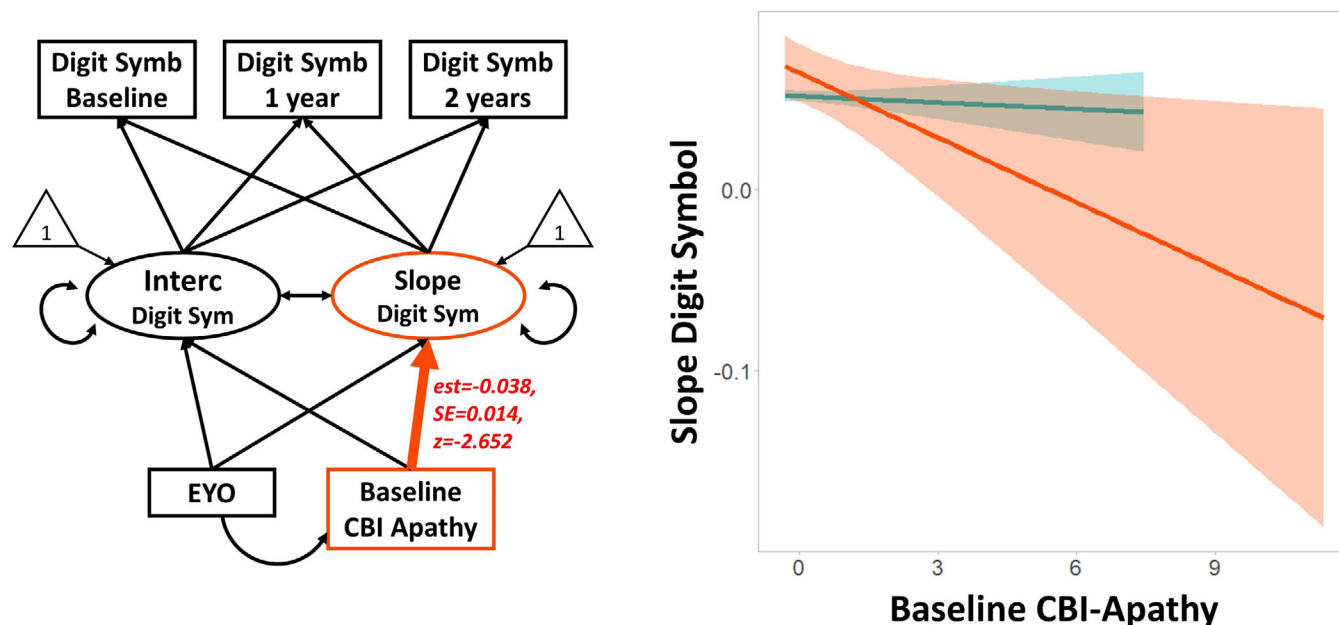 Digit Symb
Baseline
Digit Symb
1 year
Digit Symb
2 years
1
1
Interc
Digit Sym
Slope
Digit Sym
est=-0.038,
SE=0.014,
z=-2.652
EYO
Baseline
CBI Apathy
Slope Digit Symbol
0.0
-0.1
0
3
6
9
Baseline CBI-Apathy